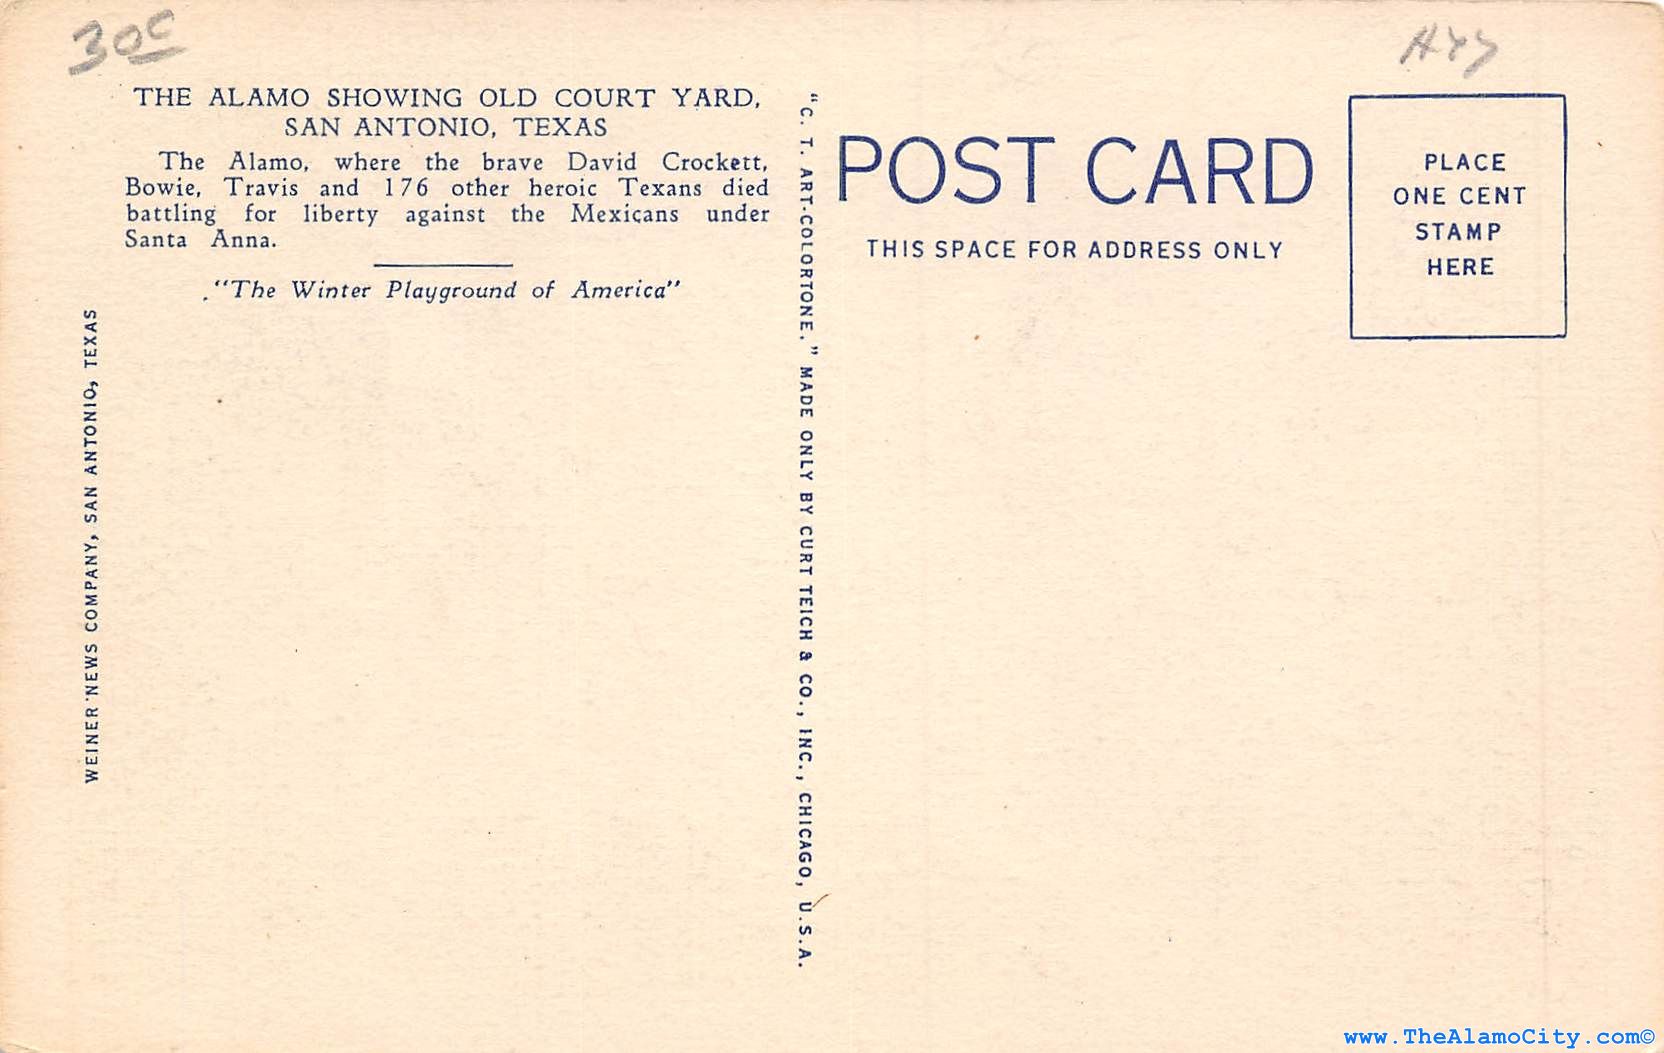 30c
THE ALAMO SHOWING OLD COURT YARD,
SAN ANTONIO, TEXAS
The Alamo, where the brave David Crockett,
Bowie, Travis and 176 other heroic Texans died
battling for liberty against the Mexicans under
Santa Anna.
"The Winter Playground of America"
WEINER NEWS COMPANY, SAN ANTONIO, TEXAS
"C. T. ART-COLORTONE." MADE ONLY BY CURT TEICH & CO., INC., CHICAGO, U.S.A.
POST CARD
THIS SPACE FOR ADDRESS ONLY
PLACE
ONE CENT
STAMP
HERE
www.TheAlamoCity.com©